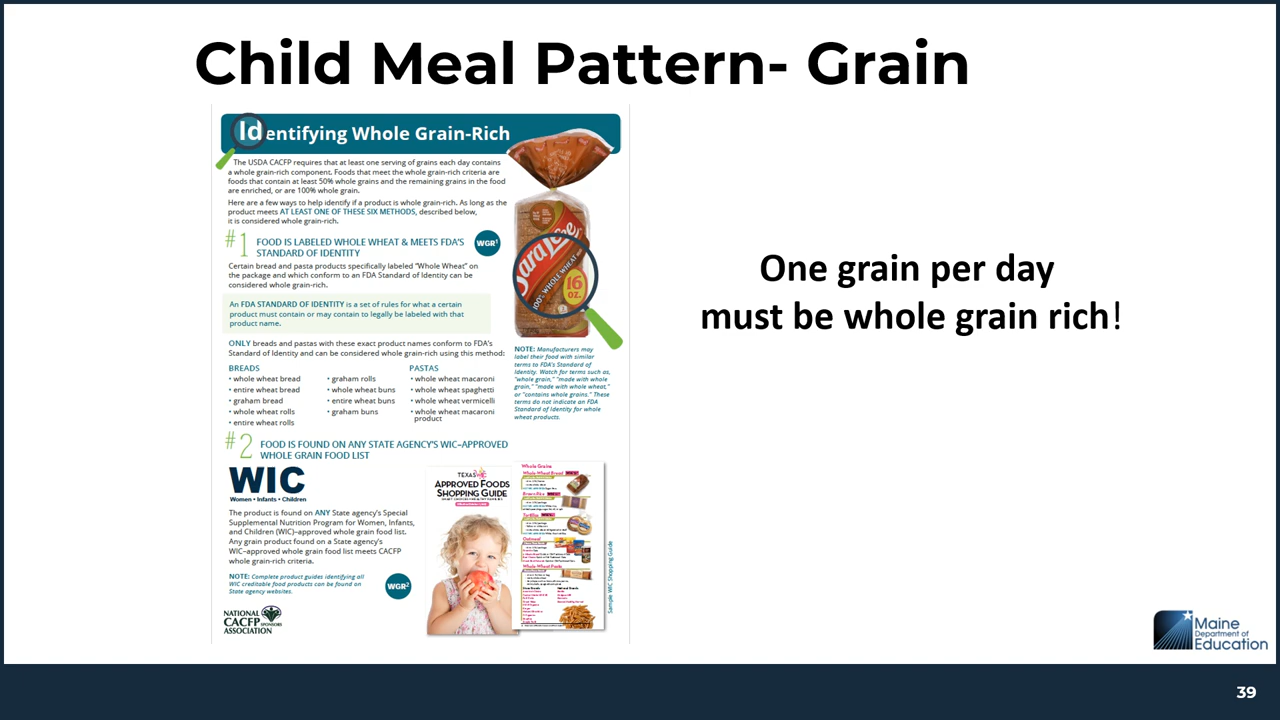 Child Meal Pattern- Grain
Identifying Whole Grain-Rich
The USDA CACFP requires that at least one serving of grains each day contains
a whole grain-rich component. Foods that meet the whole grain-rich criteria are
foods that contain at least 50% whole grains and the remaining grains in the food
are enriched, or are 100% whole grain.
Here are a few ways to help identify if a product is whole grain-rich. As long as the
product meets AT LEAST ONE OF THESE SIX METHODS, described below,
it is considered whole grain-rich.
#1 FOOD IS LABELED WHOLE WHEAT & MEETS FDA'S
STANDARD OF IDENTITY
WGR1
Certain bread and pasta products specifically labeled "Whole Wheat" on
the package and which conform to an FDA Standard of Identity can be
considered whole grain-rich.
An FDA STANDARD OF IDENTITY is a set of rules for what a certain
product must contain or may contain to legally be labeled with that
product name.
ONLY breads and pastas with these exact product names conform to FDA's
Standard of Identity and can be considered whole grain-rich using this method:
BREADS
• whole wheat bread
• entire wheat bread
• graham bread
• whole wheat rolls
• entire wheat rolls
• graham rolls
• whole wheat buns
• entire wheat buns
• graham buns
PASTAS
• whole wheat macaroni
• whole wheat spaghetti
• whole wheat vermicelli
• whole wheat macaroni
product
Sara Lee
100% WHOLE WHEAT
16
oz.
NOTE: Manufacturers may
label their food with similar
terms to FDA's Standard of
Identity. Watch for terms such as,
"whole grain," "made with whole
grain," "made with whole wheat,"
or "contains whole grains." These
terms do not indicate an FDA
Standard of Identity for whole
wheat products.
#2 FOOD IS FOUND ON ANY STATE AGENCY'S WIC–APPROVED
WHOLE GRAIN FOOD LIST
WIC
Women • Infants • Children
The product is found on ANY State agency's Special
Supplemental Nutrition Program for Women, Infants,
and Children (WIC)–approved whole grain food list.
Any grain product found on a State agency's
WIC–approved whole grain food list meets CACFP
whole grain-rich criteria.
NOTE: Complete product guides identifying all
WIC creditable food products can be found on
State agency websites.
WGR2
NATIONAL
CACFP
SPONSORS
ASSOCIATION
TEXAS WIC
APPROVED FOODS
SHOPPING GUIDE
Whole Grains
Whole Wheat Bread
Brown Rice
Tortillas
Oatmeal
Whole Wheat Pasta
Sample WIC Shopping Guide
One grain per day
must be whole grain rich!
Maine
Department of
Education
39